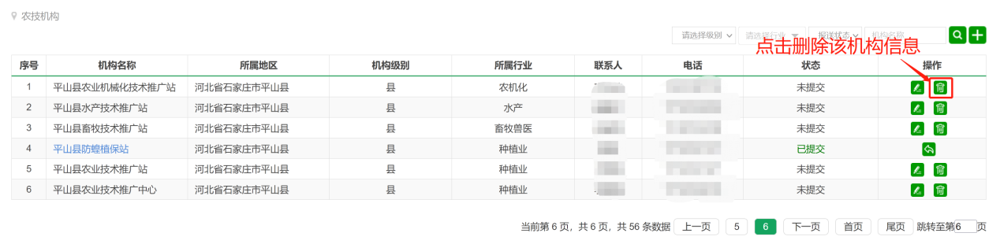 农技机构
请选择级别 请选择行业 报送状态 机构名称
点击删除该机构信息
序号 机构名称 所属地区 机构级别 所属行业 联系人 电话 状态 操作
1 平山县农业机械化技术推广站 河北省石家庄市平山县 县 农机化 未提交
2 平山县水产技术推广站 河北省石家庄市平山县 县 水产 未提交
3 平山县畜牧技术推广站 河北省石家庄市平山县 县 畜牧兽医 未提交
4 平山县防蝗植保站 河北省石家庄市平山县 县 种植业 已提交
5 平山县农业技术推广站 河北省石家庄市平山县 县 种植业 未提交
6 平山县农业技术推广中心 河北省石家庄市平山县 县 种植业 未提交
当前第 6 页，共 6 页，共 56 条数据 上一页 5 6 下一页 首页 尾页 跳转至第6页